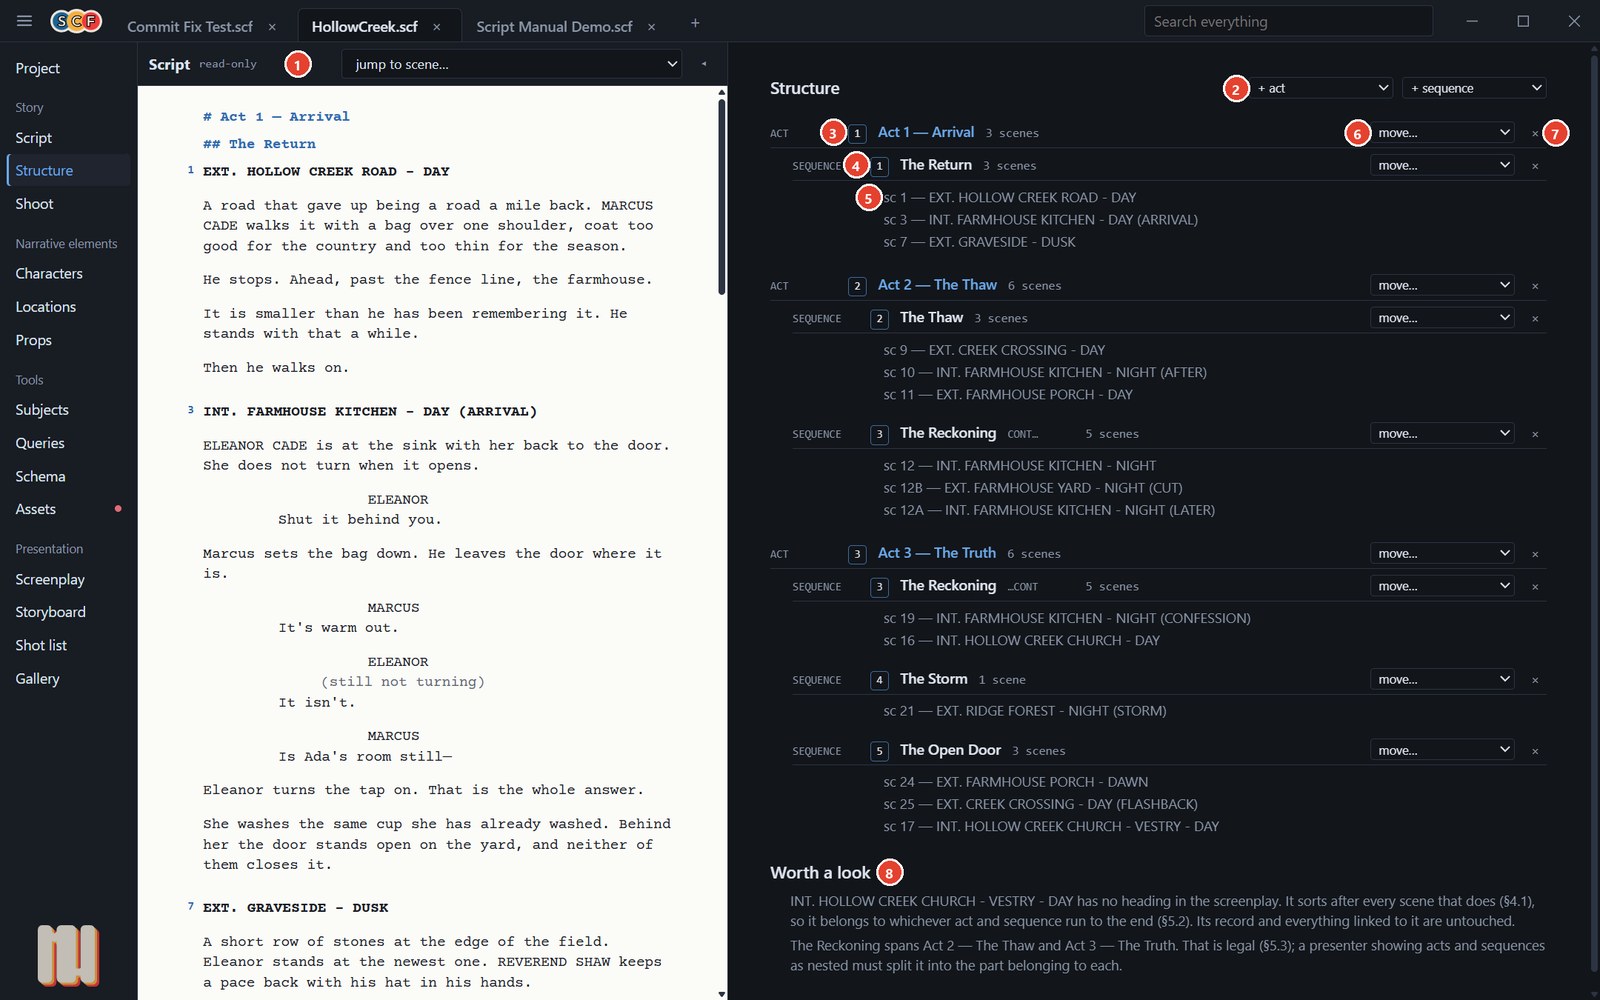 SCF
Commit Fix Test.scf ×
HollowCreek.scf ×
Script Manual Demo.scf ×
+
Search everything
Project
Story
Script
Structure
Shoot
Narrative elements
Characters
Locations
Props
Tools
Subjects
Queries
Schema
Assets
Presentation
Screenplay
Storyboard
Shot list
Gallery
Script read-only 1 jump to scene...
# Act 1 — Arrival
## The Return
1 EXT. HOLLOW CREEK ROAD - DAY
A road that gave up being a road a mile back. MARCUS
CADE walks it with a bag over one shoulder, coat too
good for the country and too thin for the season.
He stops. Ahead, past the fence line, the farmhouse.
It is smaller than he has been remembering it. He
stands with that a while.
Then he walks on.
3 INT. FARMHOUSE KITCHEN - DAY (ARRIVAL)
ELEANOR CADE is at the sink with her back to the door.
She does not turn when it opens.
ELEANOR
Shut it behind you.
Marcus sets the bag down. He leaves the door where it
is.
MARCUS
It's warm out.
ELEANOR
(still not turning)
It isn't.
MARCUS
Is Ada's room still—
Eleanor turns the tap on. That is the whole answer.
She washes the same cup she has already washed. Behind
her the door stands open on the yard, and neither of
them closes it.
7 EXT. GRAVESIDE - DUSK
A short row of stones at the edge of the field.
Eleanor stands at the newest one. REVEREND SHAW keeps
a pace back with his hat in his hands.
Structure 2 + act + sequence
ACT 3 1 Act 1 — Arrival 3 scenes 6 move... × 7
SEQUENCE 4 1 The Return 3 scenes move... ×
5 sc 1 — EXT. HOLLOW CREEK ROAD - DAY
sc 3 — INT. FARMHOUSE KITCHEN - DAY (ARRIVAL)
sc 7 — EXT. GRAVESIDE - DUSK
ACT 2 Act 2 — The Thaw 6 scenes move... ×
SEQUENCE 2 The Thaw 3 scenes move... ×
sc 9 — EXT. CREEK CROSSING - DAY
sc 10 — INT. FARMHOUSE KITCHEN - NIGHT (AFTER)
sc 11 — EXT. FARMHOUSE PORCH - DAY
SEQUENCE 3 The Reckoning CONT… 5 scenes move... ×
sc 12 — INT. FARMHOUSE KITCHEN - NIGHT
sc 12B — EXT. FARMHOUSE YARD - NIGHT (CUT)
sc 12A — INT. FARMHOUSE KITCHEN - NIGHT (LATER)
ACT 3 Act 3 — The Truth 6 scenes move... ×
SEQUENCE 3 The Reckoning …CONT 5 scenes move... ×
sc 19 — INT. FARMHOUSE KITCHEN - NIGHT (CONFESSION)
sc 16 — INT. HOLLOW CREEK CHURCH - DAY
SEQUENCE 4 The Storm 1 scene move... ×
sc 21 — EXT. RIDGE FOREST - NIGHT (STORM)
SEQUENCE 5 The Open Door 3 scenes move... ×
sc 24 — EXT. FARMHOUSE PORCH - DAWN
sc 25 — EXT. CREEK CROSSING - DAY (FLASHBACK)
sc 17 — INT. HOLLOW CREEK CHURCH - VESTRY - DAY
Worth a look 8
INT. HOLLOW CREEK CHURCH - VESTRY - DAY has no heading in the screenplay. It sorts after every scene that does (§4.1),
so it belongs to whichever act and sequence run to the end (§5.2). Its record and everything linked to it are untouched.
The Reckoning spans Act 2 — The Thaw and Act 3 — The Truth. That is legal (§5.3); a presenter showing acts and sequences
as nested must split it into the part belonging to each.